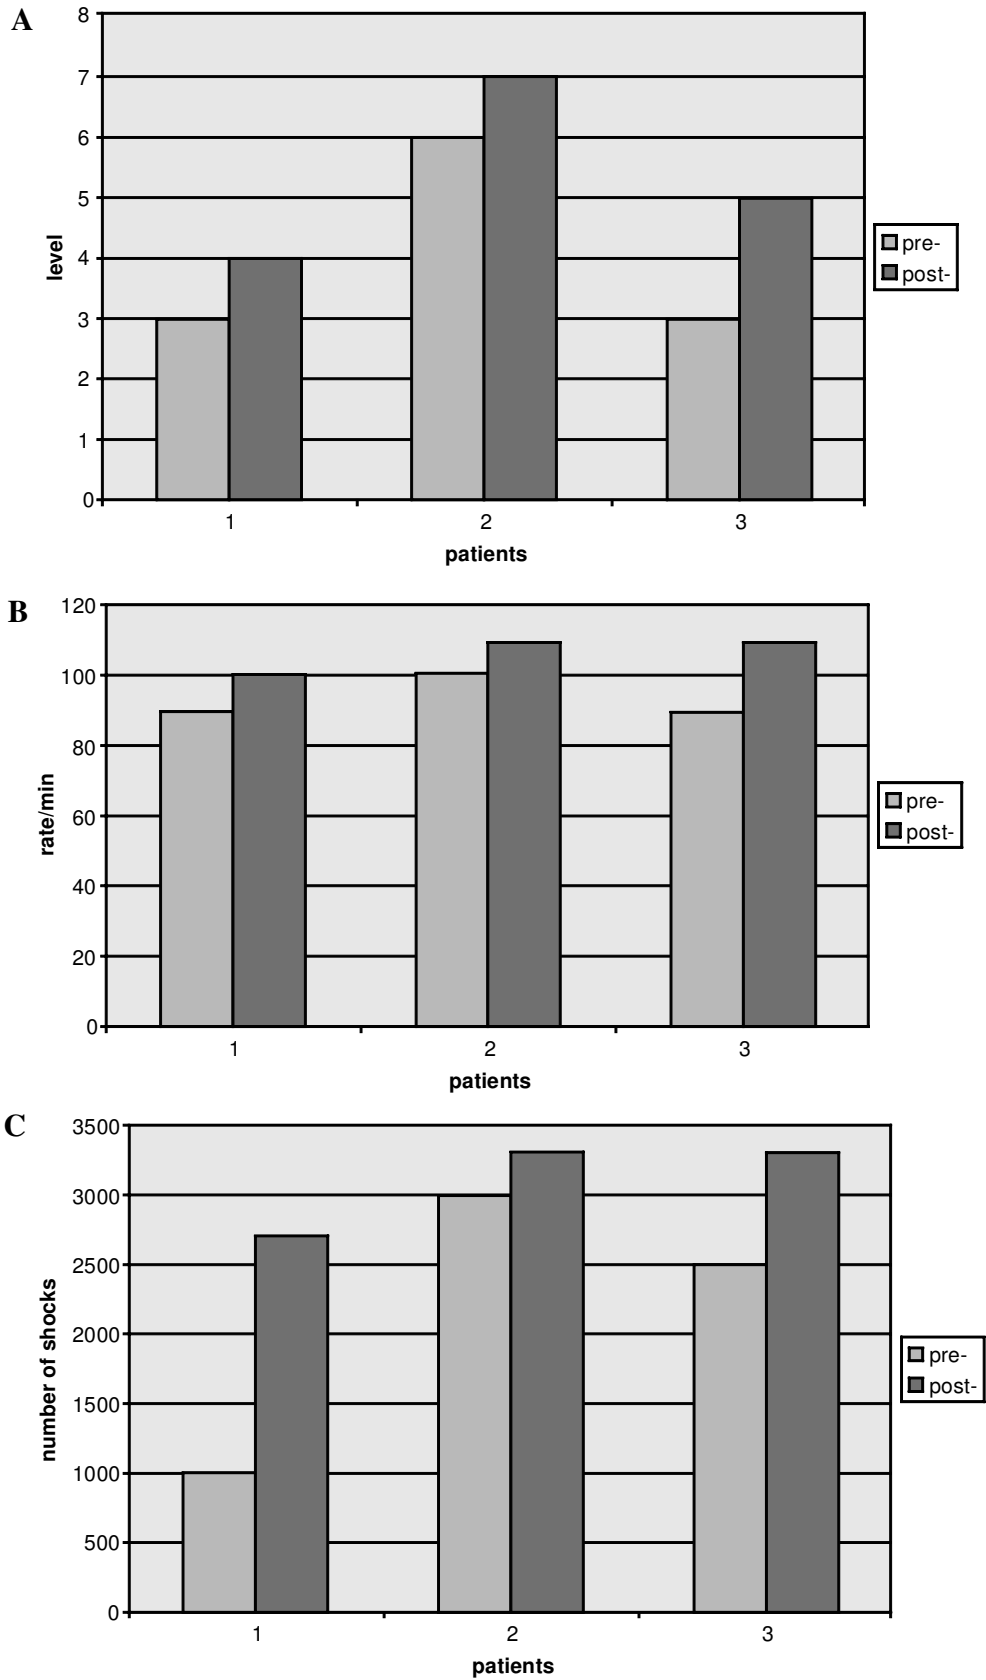 A
8
7
6
5
4
3
2
1
0
level
1 2 3
patients
pre-
post-
B
120
100
80
60
40
20
0
rate/min
1 2 3
patients
pre-
post-
C
3500
3000
2500
2000
1500
1000
500
0
number of shocks
1 2 3
patients
pre-
post-